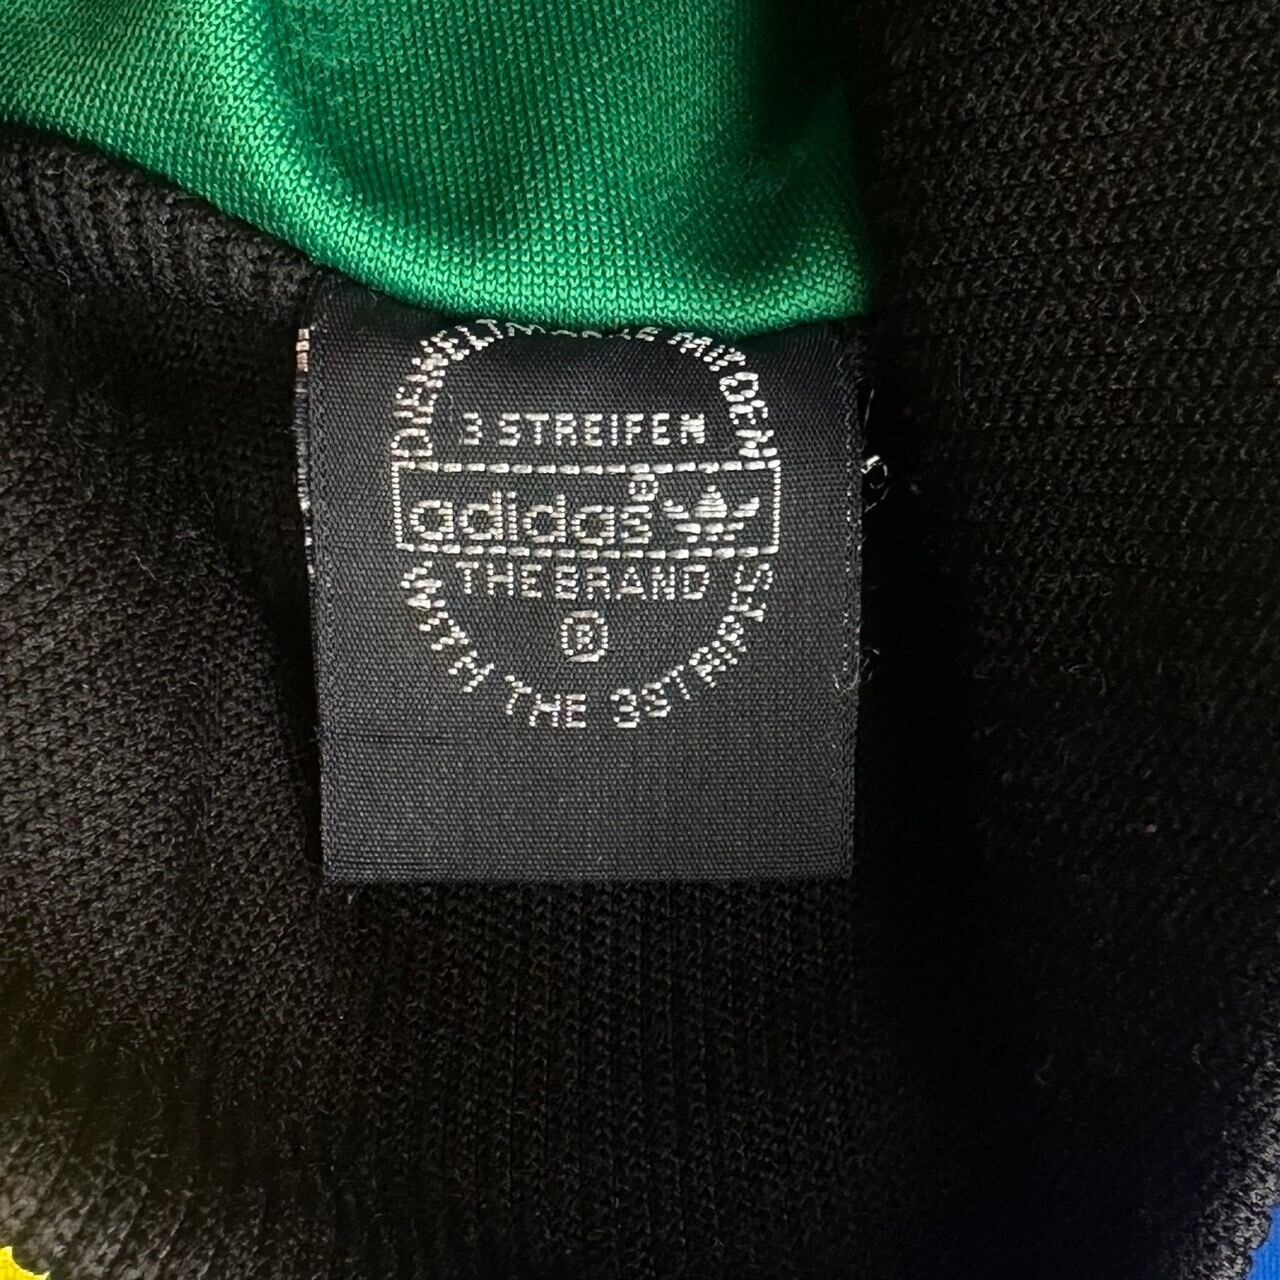 DIE WELTMARKE MIT DEN
3 STREIFEN
adidas ®
THE BRAND
®
WITH THE 3 STRIPES